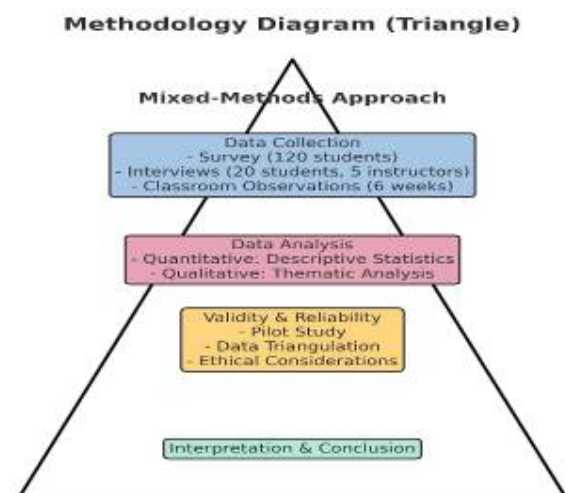 Methodology Diagram (Triangle)
Mixed-Methods Approach
Data Collection
- Survey (120 students)
- Interviews (20 students, 5 instructors)
- Classroom Observations (6 weeks)
Data Analysis
- Quantitative: Descriptive Statistics
- Qualitative: Thematic Analysis
Validity & Reliability
- Pilot Study
- Data Triangulation
- Ethical Considerations
Interpretation & Conclusion